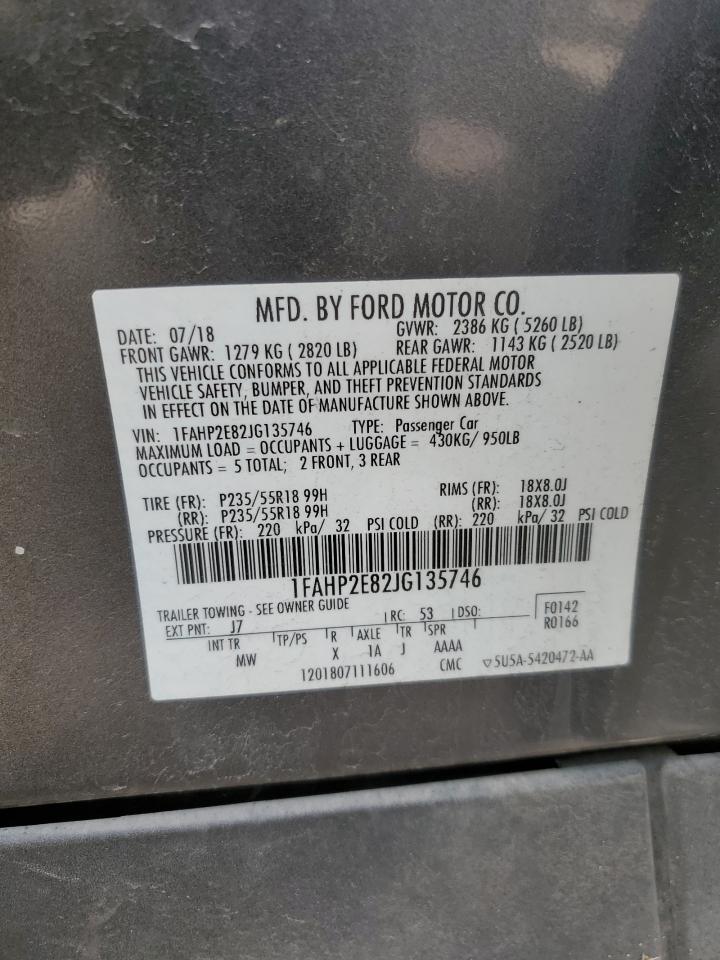 MFD. BY FORD MOTOR CO.
DATE: 07/18 GVWR: 2386 KG ( 5260 LB)
FRONT GAWR: 1279 KG ( 2820 LB) REAR GAWR: 1143 KG ( 2520 LB)
THIS VEHICLE CONFORMS TO ALL APPLICABLE FEDERAL MOTOR
VEHICLE SAFETY, BUMPER, AND THEFT PREVENTION STANDARDS
IN EFFECT ON THE DATE OF MANUFACTURE SHOWN ABOVE.
VIN: 1FAHP2E82JG135746 TYPE: Passenger Car
MAXIMUM LOAD = OCCUPANTS + LUGGAGE = 430KG/ 950LB
OCCUPANTS = 5 TOTAL; 2 FRONT, 3 REAR
TIRE (FR): P235/55R18 99H RIMS (FR): 18X8.0J
(RR): P235/55R18 99H (RR): 18X8.0J
PRESSURE (FR): 220 kPa/ 32 PSI COLD (RR): 220 kPa/ 32 PSI COLD
1FAHP2E82JG135746
TRAILER TOWING - SEE OWNER GUIDE
EXT PNT: J7 RC: 53 DSO: F0142
R0166
INT TR TP/PS R AXLE TR SPR
MW X 1A J AAAA
1201807111606 CMC ▽5U5A-5420472-AA